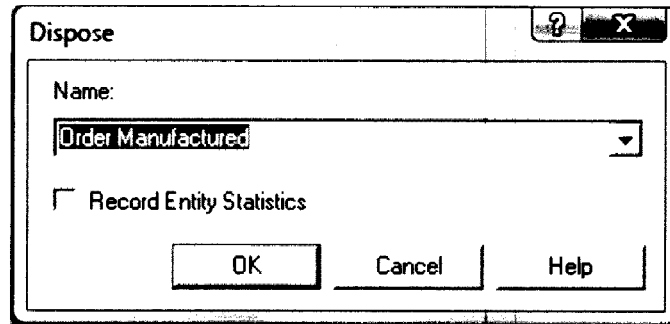 Dispose
? X
Name:
Order Manufactured
Record Entity Statistics
OK Cancel Help